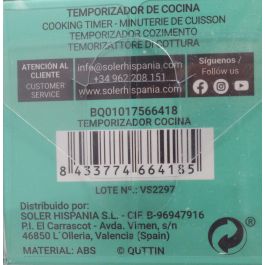 TEMPORIZADOR DE COCINA
COOKING TIMER - MINUTERIE DE CUISSON
TEMPORIZADOR COZIMENTO
TEMORIZATTORE DI COTTURA
ATENCIÓN AL CLIENTE
CUSTOMER SERVICE
info@solerhispania.com
+34 962 208 151
www.solerhispania.com
Síguenos /
Follow us
BQ01017566418
TEMPORIZADOR COCINA
8 433774 664185
LOTE Nº.: VS2297
Distribuido por:
SOLER HISPANIA S.L. - CIF B-96947916
P.I. El Carrascot - Avda. Vimen, s/n
46850 L´Olleria, Valencia (Spain)
MATERIAL: ABS © QUTTIN